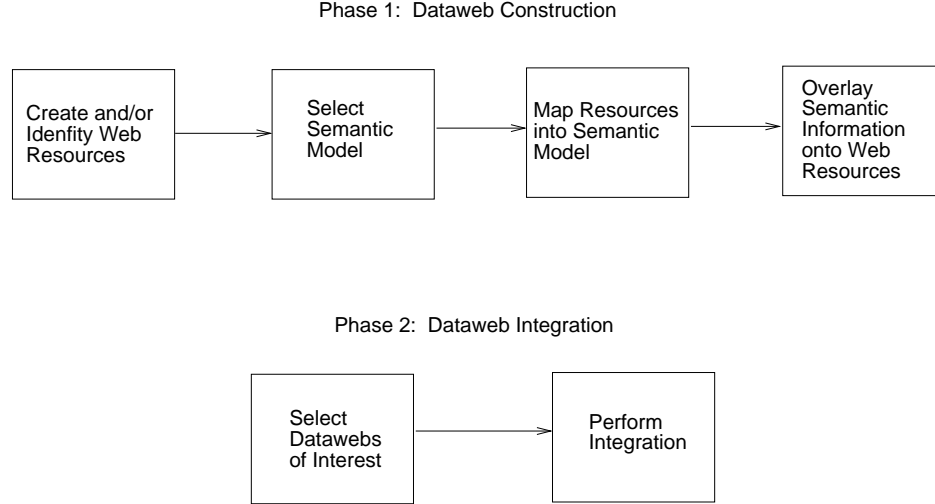 Phase 1:  Dataweb Construction
Create and/or
Idenfity Web
Resources
Select
Semantic
Model
Map Resources
into Semantic
Model
Overlay
Semantic
Information
onto Web
Resources
Phase 2:  Dataweb Integration
Select
Datawebs
of Interest
Perform
Integration